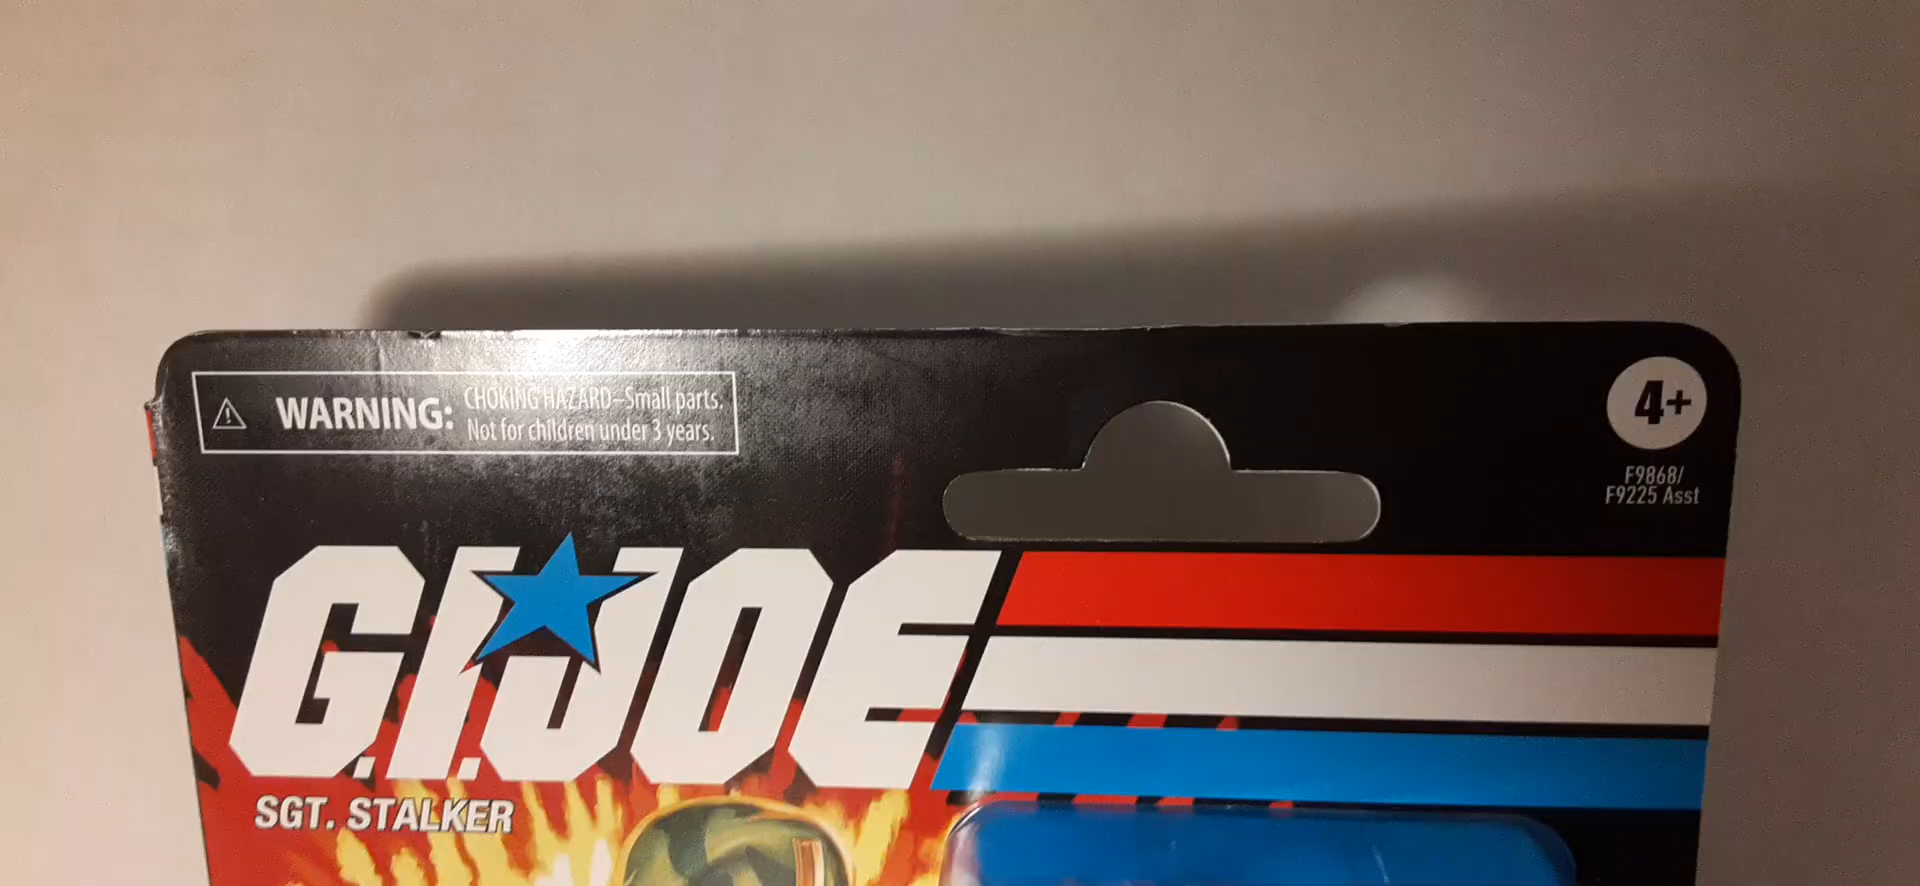 WARNING:
CHOKING HAZARD–Small parts.
Not for children under 3 years.
4+
F9868/
F9225 Asst
G.I.JOE
SGT. STALKER